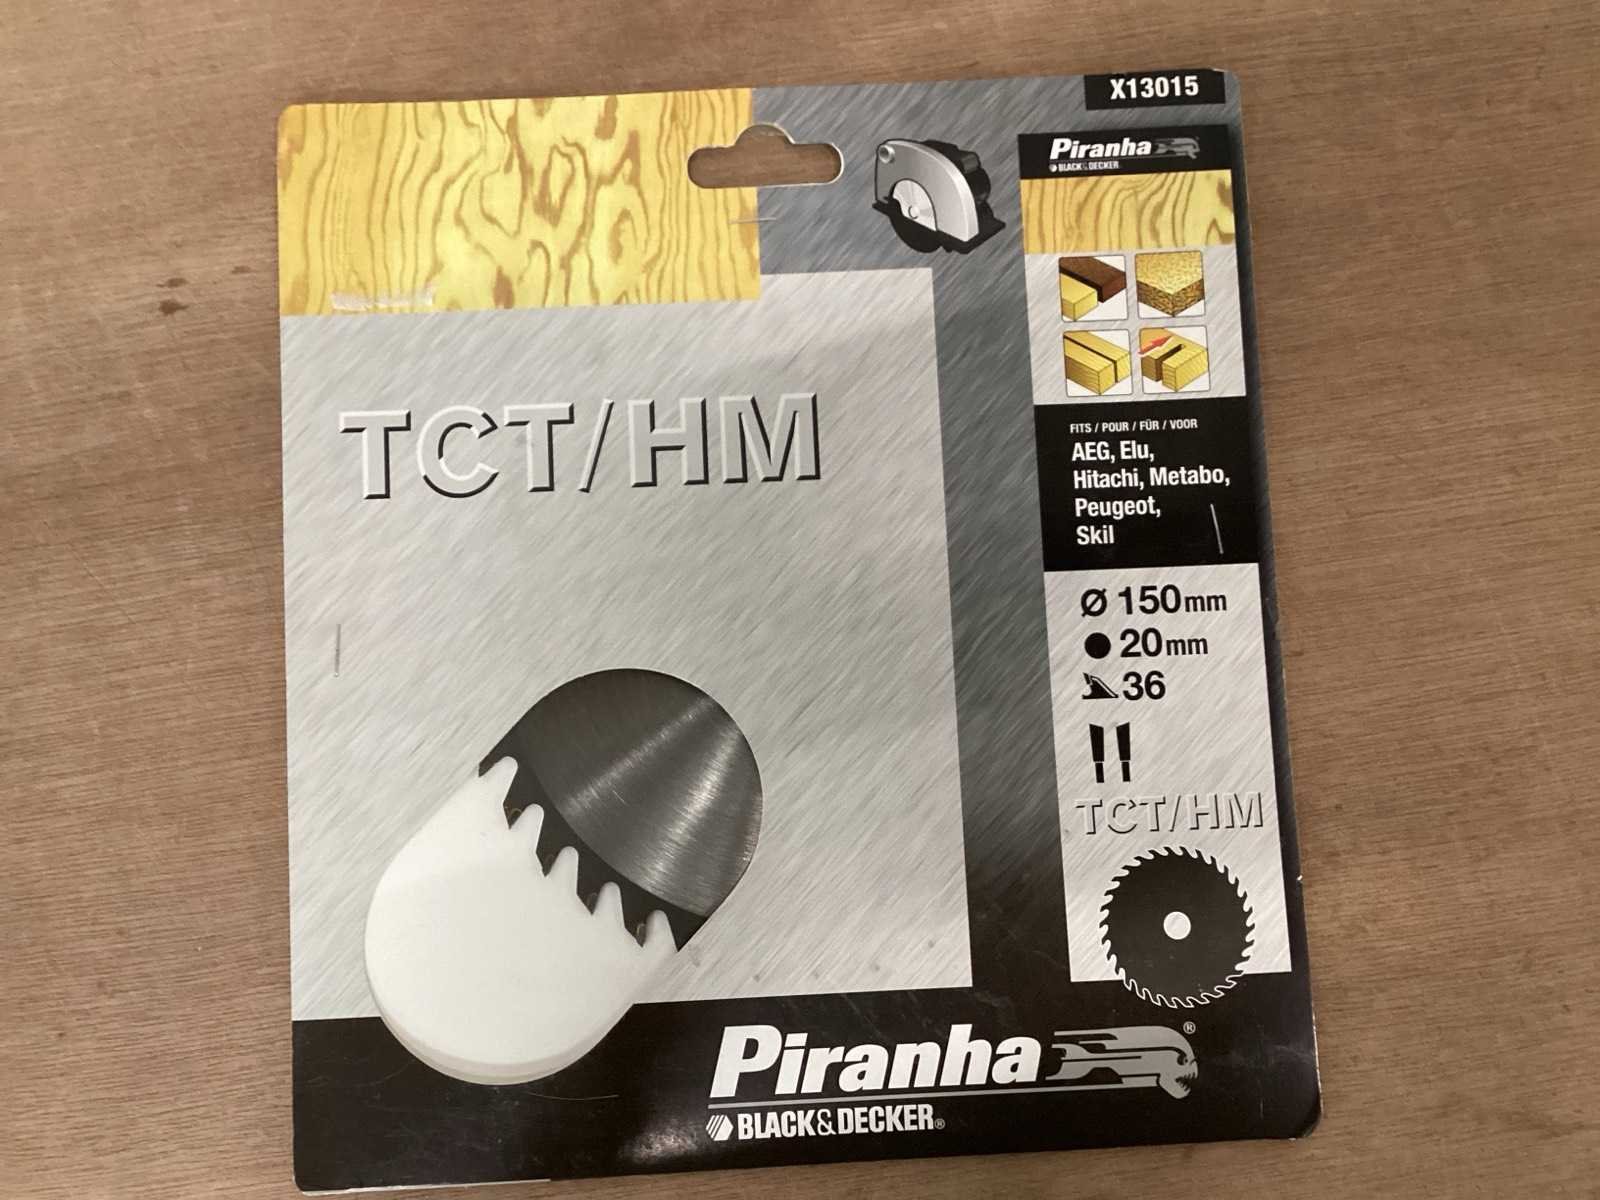 X13015
Piranha
BLACK&DECKER
TCT/HM
FITS / POUR / FÜR / VOOR
AEG, Elu,
Hitachi, Metabo,
Peugeot,
Skil
Ø 150mm
20mm
36
TCT/HM
Piranha®
BLACK&DECKER®